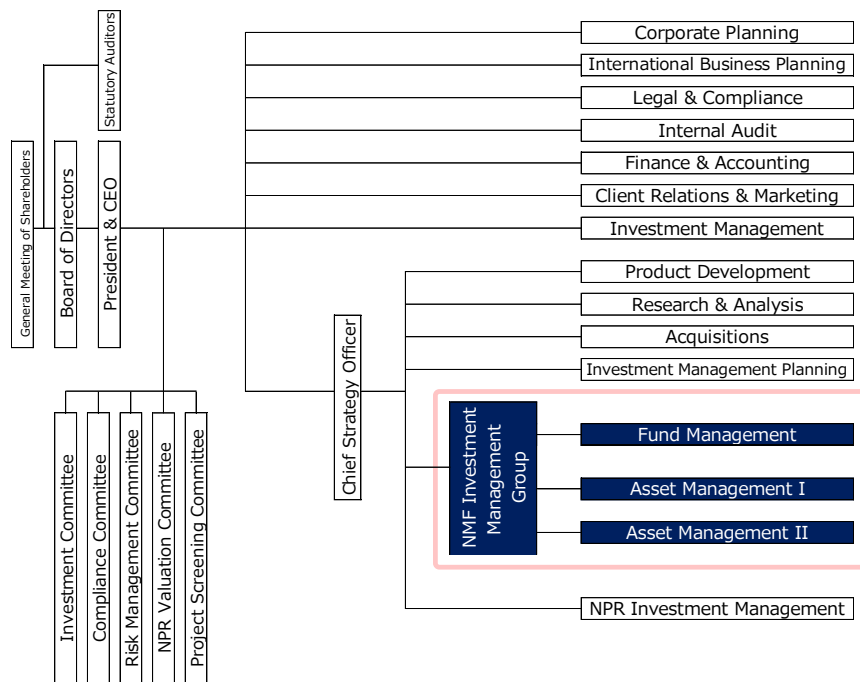 General Meeting of Shareholders
Statutory Auditors
Board of Directors
President & CEO
Corporate Planning
International Business Planning
Legal & Compliance
Internal Audit
Finance & Accounting
Client Relations & Marketing
Investment Management
Chief Strategy Officer
Product Development
Research & Analysis
Acquisitions
Investment Management Planning
NMF Investment
Management
Group
Fund Management
Asset Management I
Asset Management II
NPR Investment Management
Investment Committee
Compliance Committee
Risk Management Committee
NPR Valuation Committee
Project Screening Committee